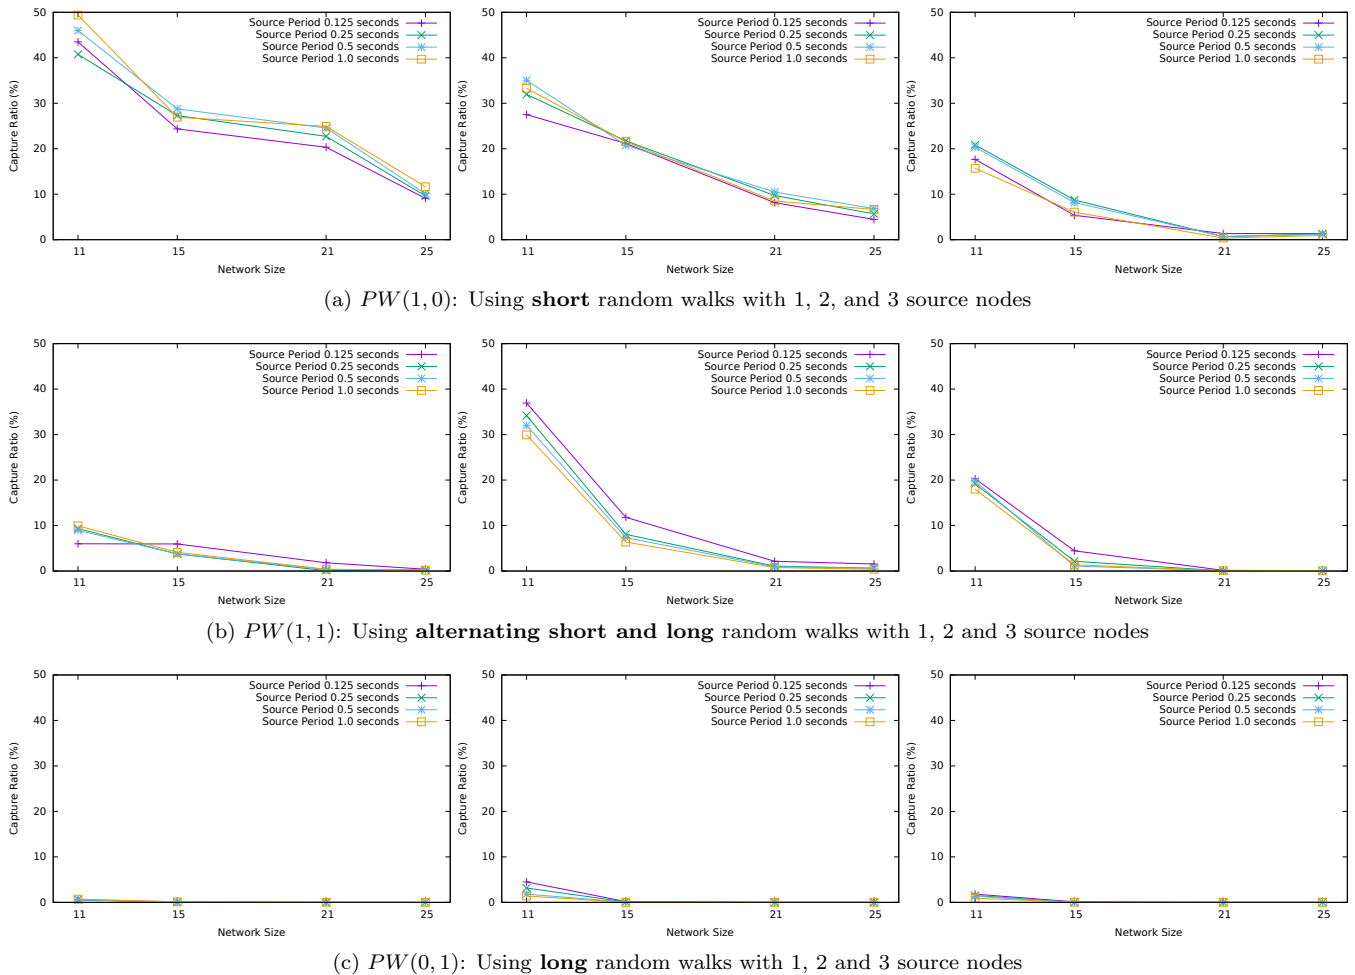 50
40
30
20
10
0
Capture Ratio (%)
Source Period 0.125 seconds
Source Period 0.25 seconds
Source Period 0.5 seconds
Source Period 1.0 seconds
11 15 21 25
Network Size
50
40
30
20
10
0
Capture Ratio (%)
Source Period 0.125 seconds
Source Period 0.25 seconds
Source Period 0.5 seconds
Source Period 1.0 seconds
11 15 21 25
Network Size
50
40
30
20
10
0
Capture Ratio (%)
Source Period 0.125 seconds
Source Period 0.25 seconds
Source Period 0.5 seconds
Source Period 1.0 seconds
11 15 21 25
Network Size
(a) PW(1, 0): Using short random walks with 1, 2, and 3 source nodes
50
40
30
20
10
0
Capture Ratio (%)
Source Period 0.125 seconds
Source Period 0.25 seconds
Source Period 0.5 seconds
Source Period 1.0 seconds
11 15 21 25
Network Size
50
40
30
20
10
0
Capture Ratio (%)
Source Period 0.125 seconds
Source Period 0.25 seconds
Source Period 0.5 seconds
Source Period 1.0 seconds
11 15 21 25
Network Size
50
40
30
20
10
0
Capture Ratio (%)
Source Period 0.125 seconds
Source Period 0.25 seconds
Source Period 0.5 seconds
Source Period 1.0 seconds
11 15 21 25
Network Size
(b) PW(1, 1): Using alternating short and long random walks with 1, 2 and 3 source nodes
50
40
30
20
10
0
Capture Ratio (%)
Source Period 0.125 seconds
Source Period 0.25 seconds
Source Period 0.5 seconds
Source Period 1.0 seconds
11 15 21 25
Network Size
50
40
30
20
10
0
Capture Ratio (%)
Source Period 0.125 seconds
Source Period 0.25 seconds
Source Period 0.5 seconds
Source Period 1.0 seconds
11 15 21 25
Network Size
50
40
30
20
10
0
Capture Ratio (%)
Source Period 0.125 seconds
Source Period 0.25 seconds
Source Period 0.5 seconds
Source Period 1.0 seconds
11 15 21 25
Network Size
(c) PW(0, 1): Using long random walks with 1, 2 and 3 source nodes